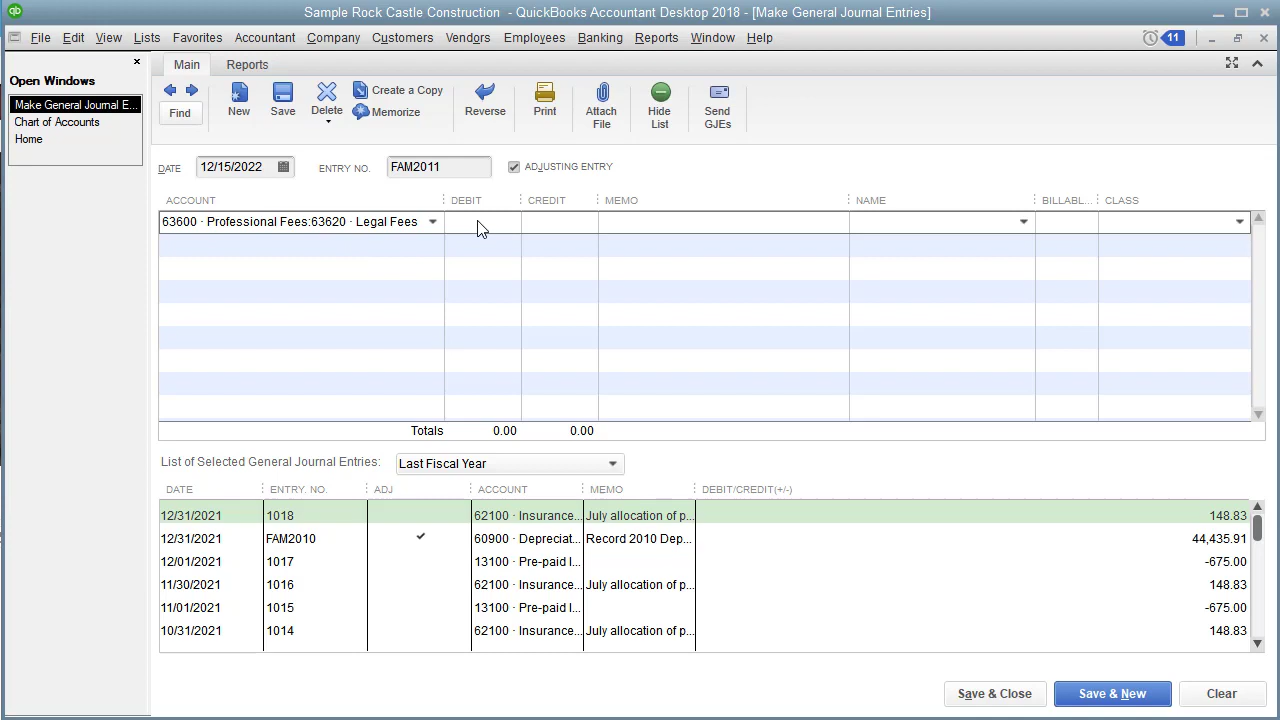 qb Sample Rock Castle Construction - QuickBooks Accountant Desktop 2018 - [Make General Journal Entries]
File Edit View Lists Favorites Accountant Company Customers Vendors Employees Banking Reports Window Help 11
Open Windows
Make General Journal E...
Chart of Accounts
Home
Main Reports
Find New Save Delete Create a Copy Reverse Print Attach Hide Send
Memorize File List GJEs
DATE 12/15/2022 ENTRY NO. FAM2011 ADJUSTING ENTRY
ACCOUNT DEBIT CREDIT MEMO NAME BILLABL... CLASS
63600 · Professional Fees:63620 · Legal Fees
Totals 0.00 0.00
List of Selected General Journal Entries: Last Fiscal Year
DATE ENTRY. NO. ADJ ACCOUNT MEMO DEBIT/CREDIT(+/-)
12/31/2021 1018 62100 · Insurance... July allocation of p... 148.83
12/31/2021 FAM2010 60900 · Depreciat... Record 2010 Dep... 44,435.91
12/01/2021 1017 13100 · Pre-paid I... -675.00
11/30/2021 1016 62100 · Insurance... July allocation of p... 148.83
11/01/2021 1015 13100 · Pre-paid I... -675.00
10/31/2021 1014 62100 · Insurance... July allocation of p... 148.83
Save & Close Save & New Clear